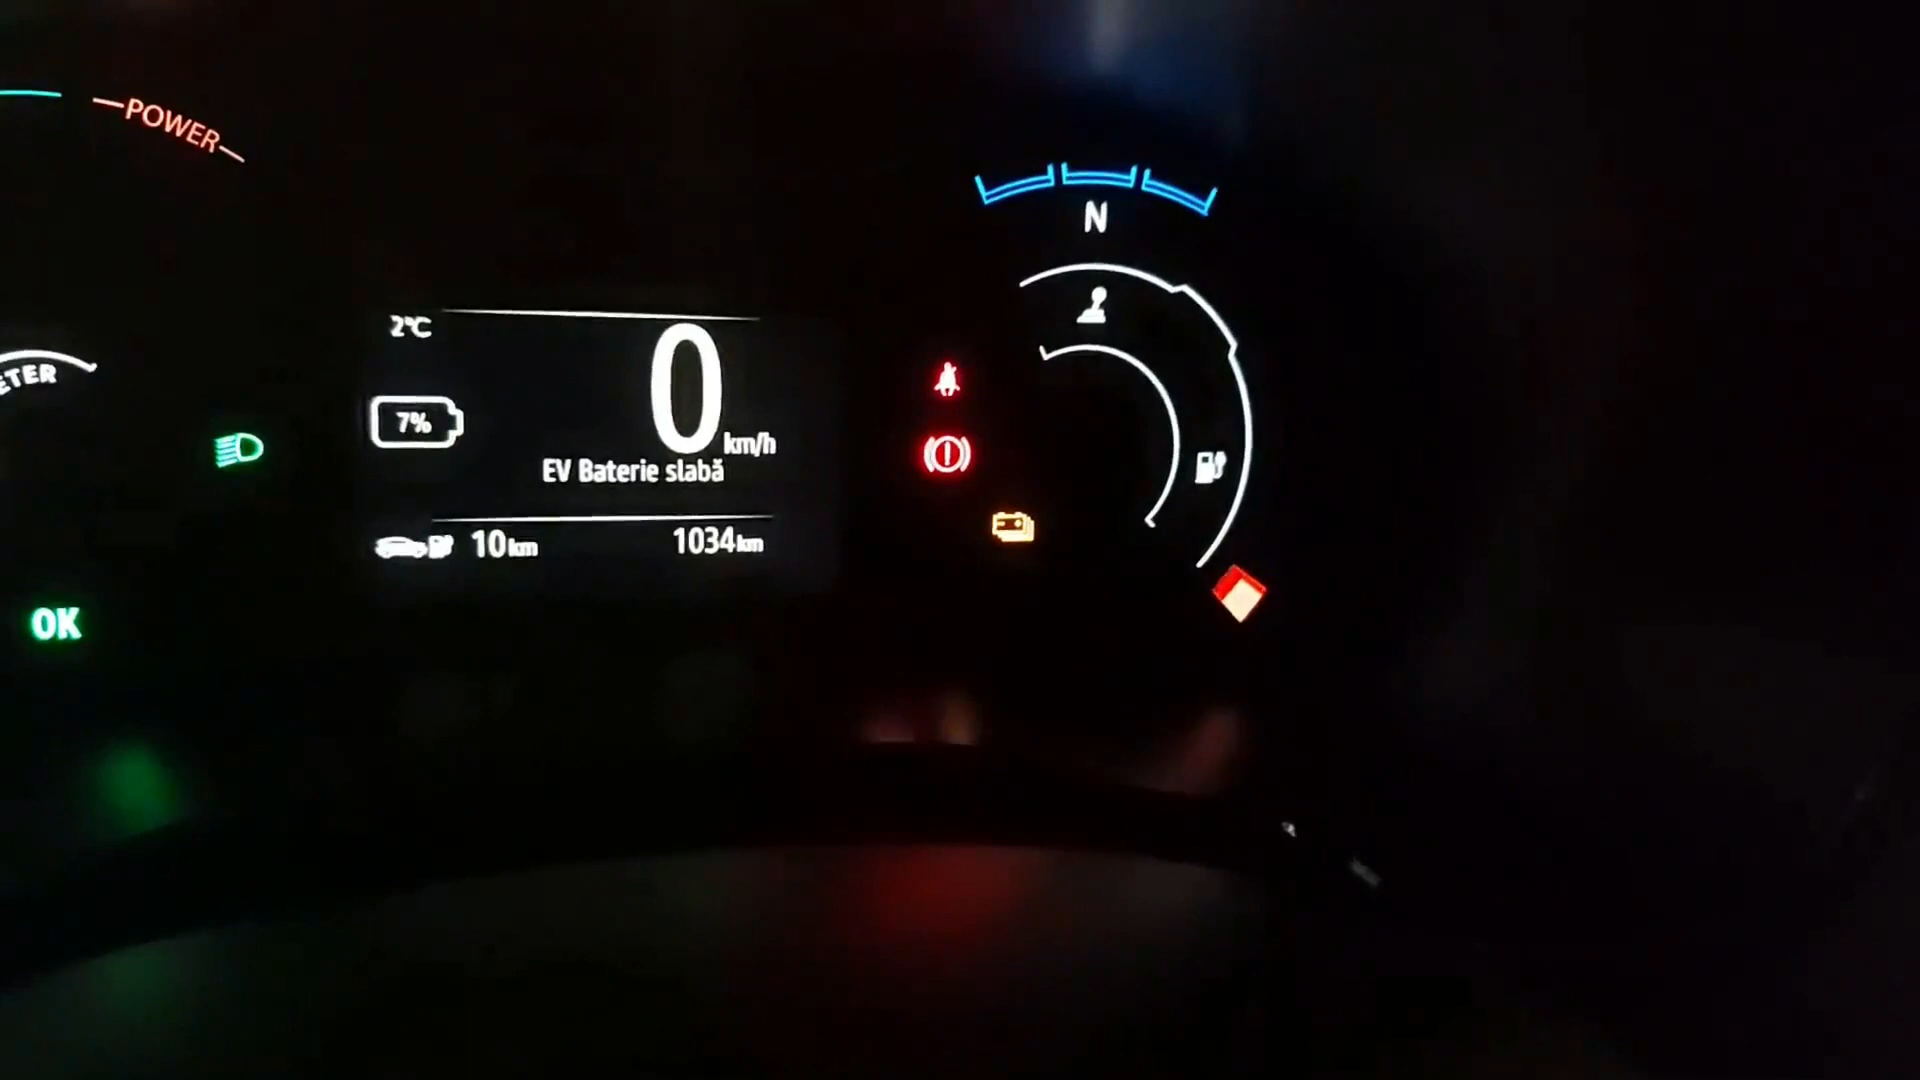 POWER
N
2°C
ETER
7%
0
km/h
EV Baterie slabă
10km
1034km
OK